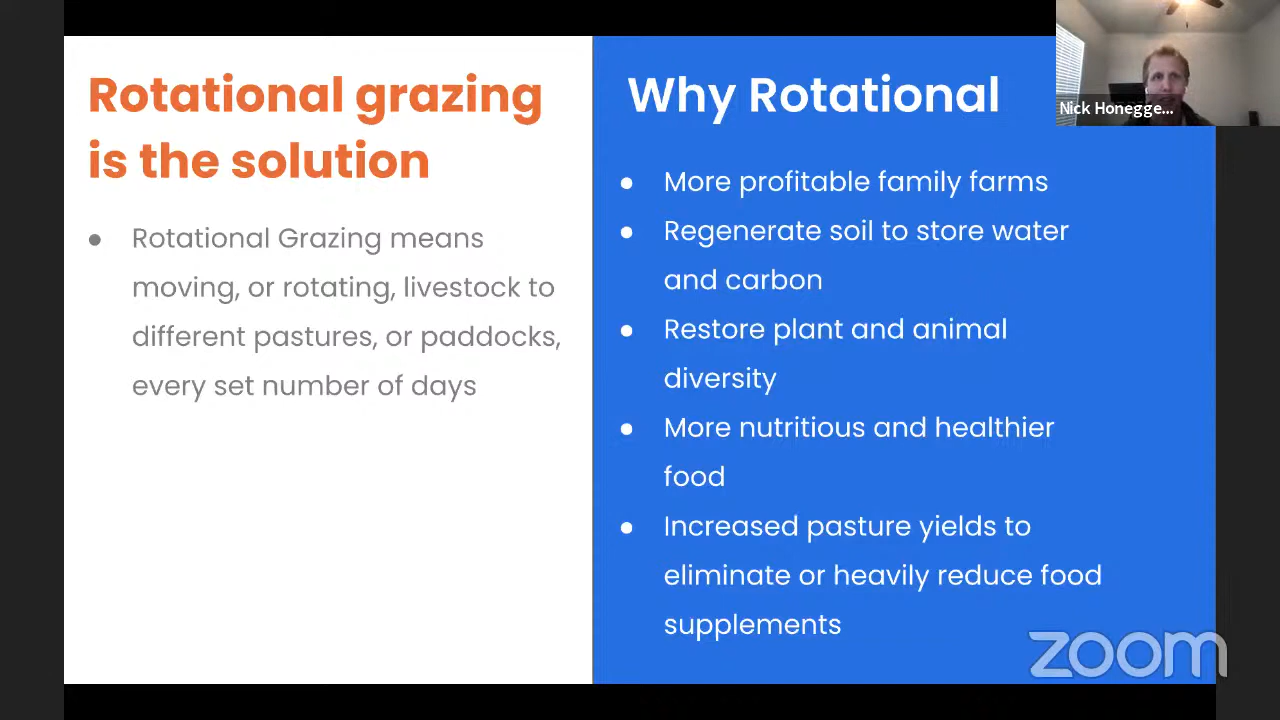 Rotational grazing
is the solution
● Rotational Grazing means
moving, or rotating, livestock to
different pastures, or paddocks,
every set number of days
Why Rotational
● More profitable family farms
● Regenerate soil to store water
and carbon
● Restore plant and animal
diversity
● More nutritious and healthier
food
● Increased pasture yields to
eliminate or heavily reduce food
supplements
Nick Honegge...
zoom